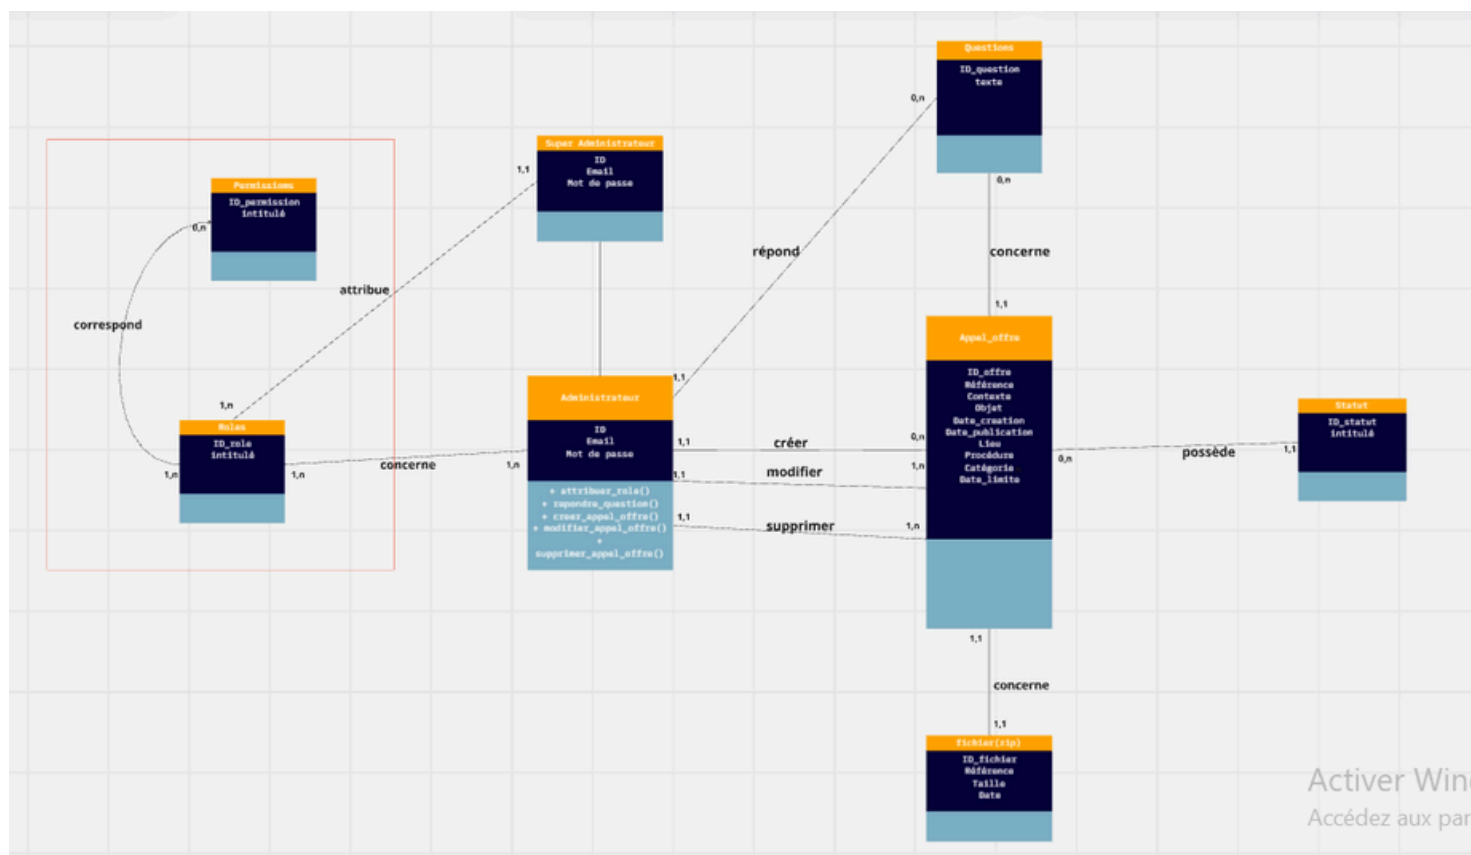 Questions
ID_question
texte
0,n
0,n
répond
concerne
1,1
Super Administrateur
ID
Email
Mot de passe
1,1
Permissions
ID_permission
intitulé
0,n
attribue
correspond
1,n
Roles
ID_role
intitulé
1,n
1,n
concerne
1,n
Administrateur
ID
Email
Mot de passe
+ attribuer_role()
+ repondre_question()
+ creer_appel_offre()
+ modifier_appel_offre()
+
supprimer_appel_offre()
1,1
1,1
créer
0,n
1,1
modifier
1,n
1,1
supprimer
1,n
Appel_offre
ID_offre
Référence
Contexte
Objet
Date_creation
Date_publication
Lieu
Procédure
Catégorie
Date_limite
0,n
possède
1,1
Statut
ID_statut
intitulé
1,1
concerne
1,1
fichier(zip)
ID_fichier
Référence
Taille
Date
Activer Win
Accédez aux par